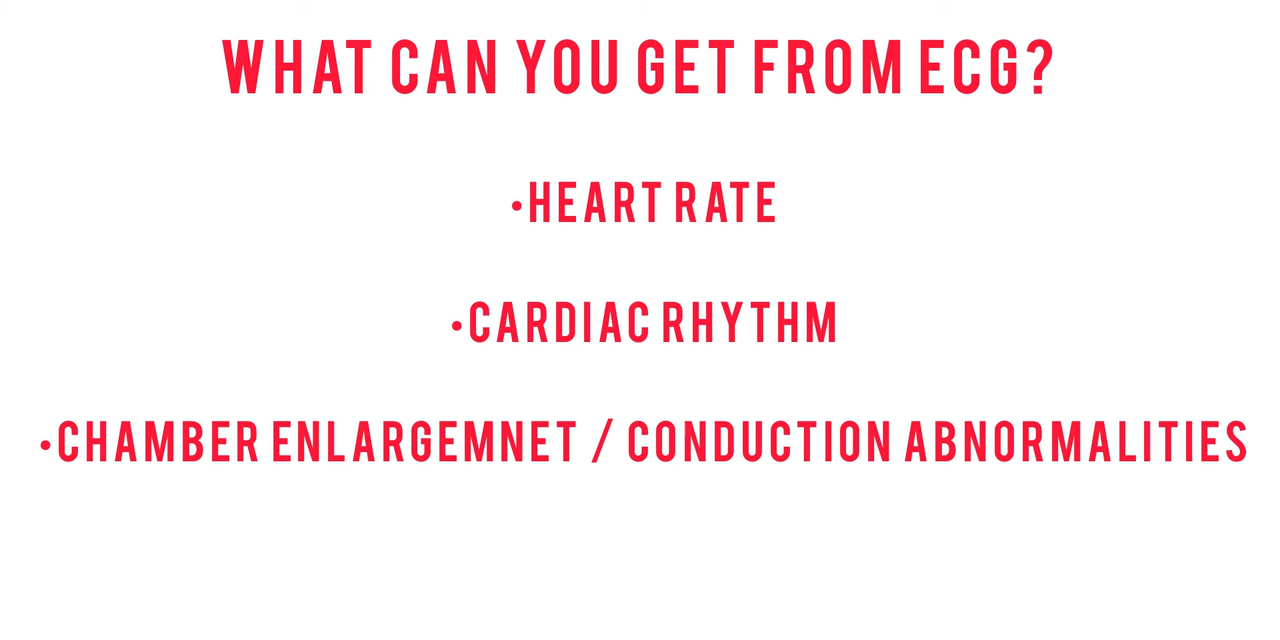 WHAT CAN YOU GET FROM ECG?
•HEART RATE
•CARDIAC RHYTHM
•CHAMBER ENLARGEMNET / CONDUCTION ABNORMALITIES